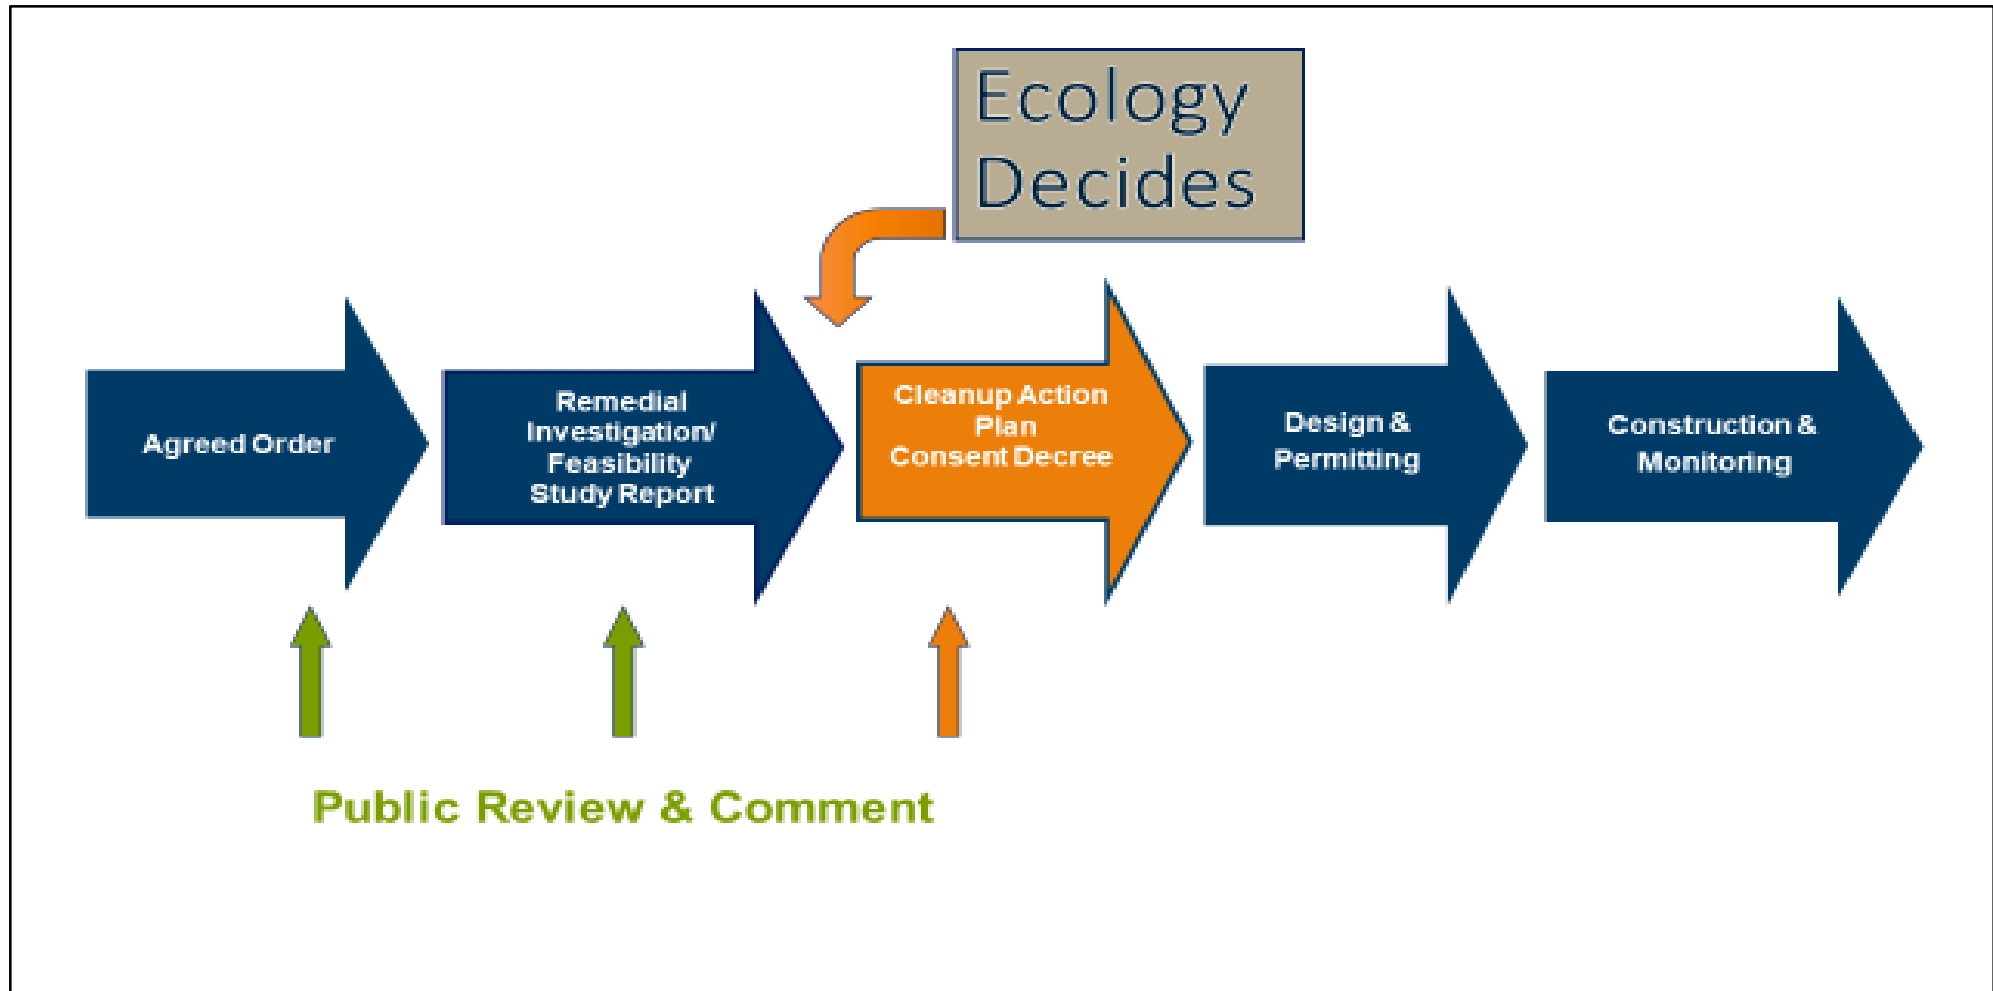 Ecology
Decides
Agreed Order
Remedial
Investigation/
Feasibility
Study Report
Cleanup Action
Plan
Consent Decree
Design &
Permitting
Construction &
Monitoring
Public Review & Comment